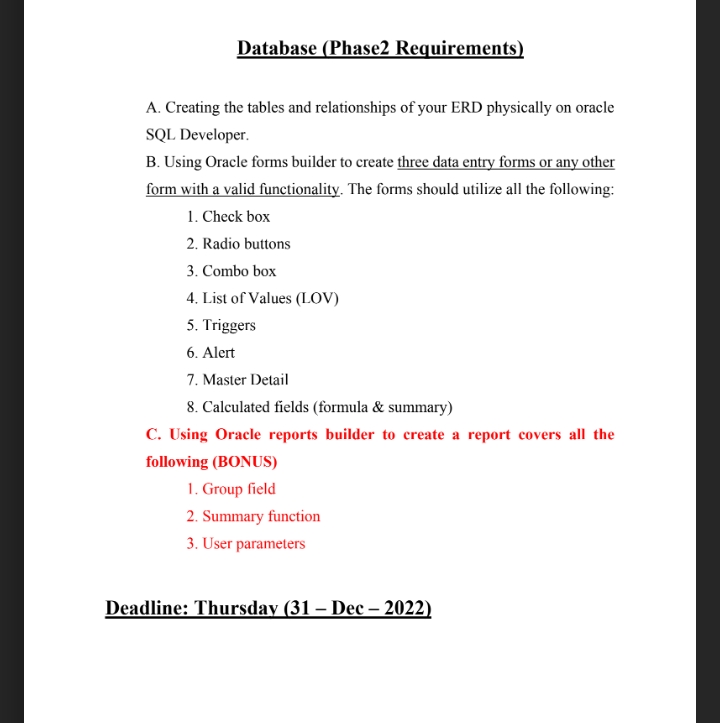 Database (Phase2 Requirements)
A. Creating the tables and relationships of your ERD physically on oracle
SQL Developer.
B. Using Oracle forms builder to create three data entry forms or any other
form with a valid functionality. The forms should utilize all the following:
1. Check box
2. Radio buttons
3. Combo box
4. List of Values (LOV)
5. Triggers
6. Alert
7. Master Detail
8. Calculated fields (formula & summary)
C. Using Oracle reports builder to create a report covers all the
following (BONUS)
1. Group field
2. Summary function
3. User parameters
Deadline: Thursday (31 – Dec – 2022)